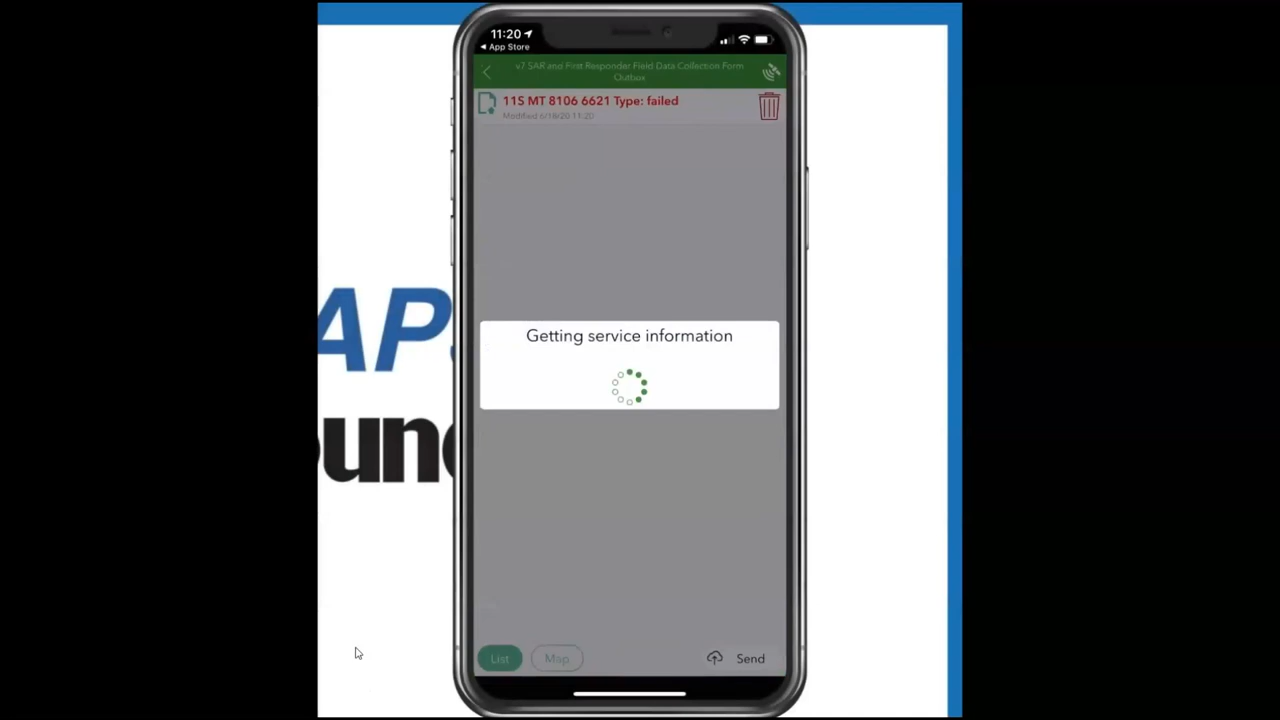 11:20
App Store
v7 SAR and First Responder Field Data Collection Form
Outbox
11S MT 8106 6621 Type: failed
Modified 6/18/20 11:20
Getting service information
AP
oun
List
Map
Send